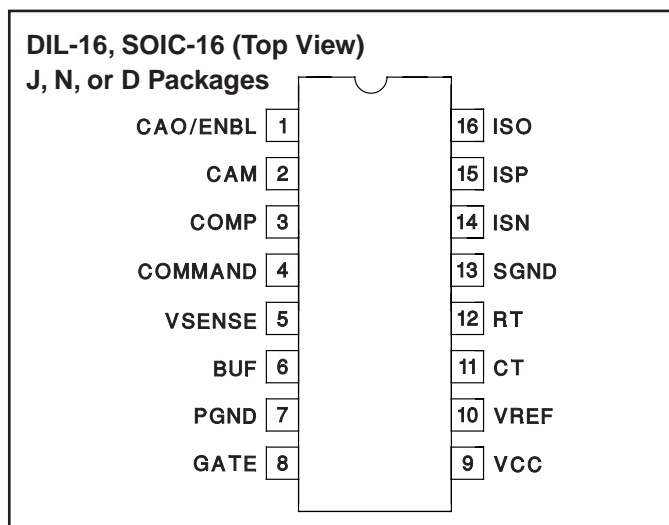 DIL-16, SOIC-16 (Top View)
J, N, or D Packages
CAO/ENBL 1 16 ISO
CAM 2 15 ISP
COMP 3 14 ISN
COMMAND 4 13 SGND
VSENSE 5 12 RT
BUF 6 11 CT
PGND 7 10 VREF
GATE 8 9 VCC